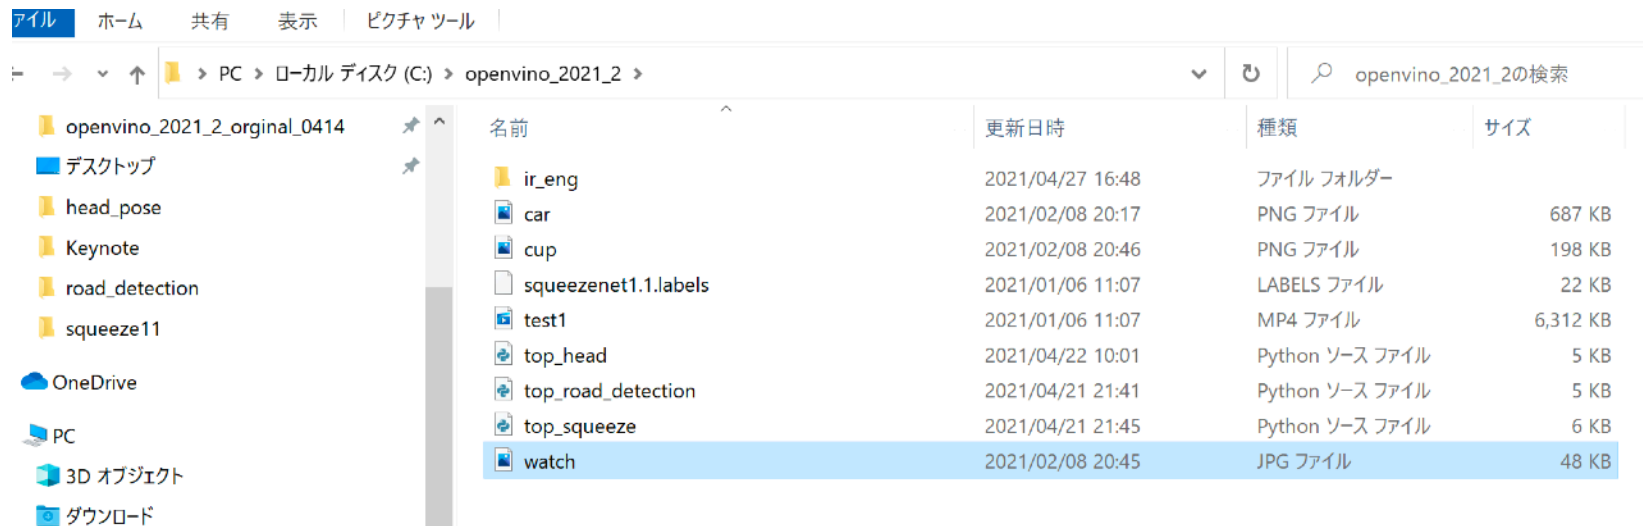 アイル ホーム 共有 表示 ピクチャ ツール
PC > ローカル ディスク (C:) > openvino_2021_2 > openvino_2021_2の検索
openvino_2021_2_orginal_0414
デスクトップ
head_pose
Keynote
road_detection
squeeze11
OneDrive
PC
3D オブジェクト
ダウンロード
名前 更新日時 種類 サイズ
ir_eng 2021/04/27 16:48 ファイル フォルダー
car 2021/02/08 20:17 PNG ファイル 687 KB
cup 2021/02/08 20:46 PNG ファイル 198 KB
squeezenet1.1.labels 2021/01/06 11:07 LABELS ファイル 22 KB
test1 2021/01/06 11:07 MP4 ファイル 6,312 KB
top_head 2021/04/22 10:01 Python ソース ファイル 5 KB
top_road_detection 2021/04/21 21:41 Python ソース ファイル 5 KB
top_squeeze 2021/04/21 21:45 Python ソース ファイル 6 KB
watch 2021/02/08 20:45 JPG ファイル 48 KB